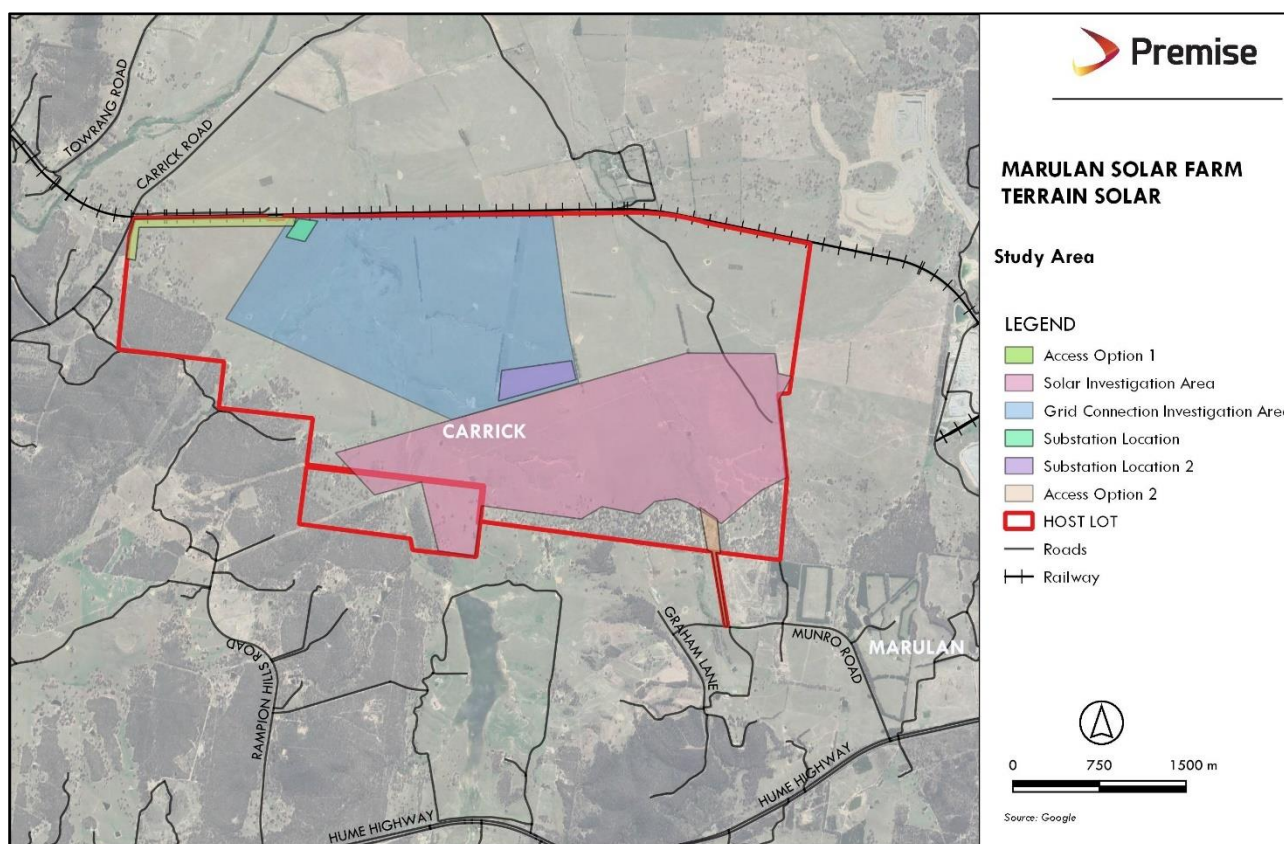 Premise
MARULAN SOLAR FARM
TERRAIN SOLAR
Study Area
LEGEND
Access Option 1
Solar Investigation Area
Grid Connection Investigation Area
Substation Location
Substation Location 2
Access Option 2
HOST LOT
Roads
Railway
0 750 1500 m
Source: Google
TOWRANG ROAD
CARRICK ROAD
CARRICK
RAMPION HILLS ROAD
GRAHAM LANE
MUNRO ROAD
MARULAN
HUME HIGHWAY
HUME HIGHWAY